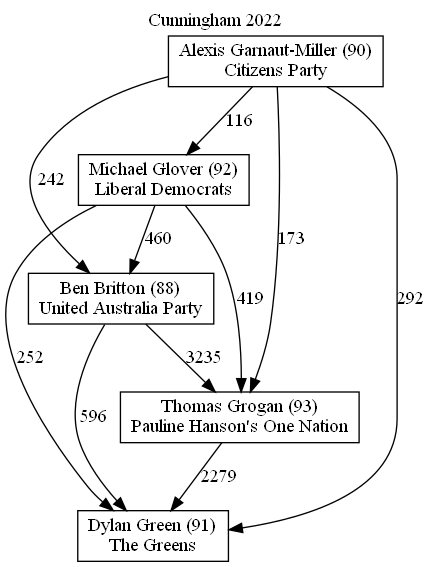 Cunningham 2022
Alexis Garnaut-Miller (90)
Citizens Party
116
Michael Glover (92)
Liberal Democrats
242
460
173
Ben Britton (88)
United Australia Party
419
292
252
3235
596
Thomas Grogan (93)
Pauline Hanson's One Nation
2279
Dylan Green (91)
The Greens